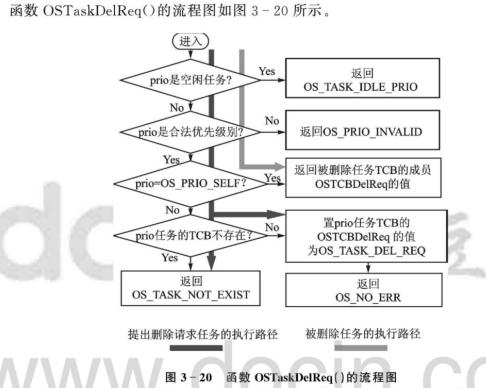 函数 OSTaskDelReq()的流程图如图 3-20 所示。
进入
prio是空闲任务?
Yes
返回
OS_TASK_IDLE_PRIO
No
prio是合法优先级别?
No
返回OS_PRIO_INVALID
Yes
prio=OS_PRIO_SELF?
Yes
返回被删除任务TCB的成员
OSTCBDelReq的值
No
prio任务的TCB不存在?
No
置prio任务TCB的
OSTCBDelReq 的值
为OS_TASK_DEL_REQ
Yes
返回
OS_TASK_NOT_EXIST
返回
OS_NO_ERR
提出删除请求任务的执行路径
被删除任务的执行路径
图 3-20 函数 OSTaskDelReq()的流程图